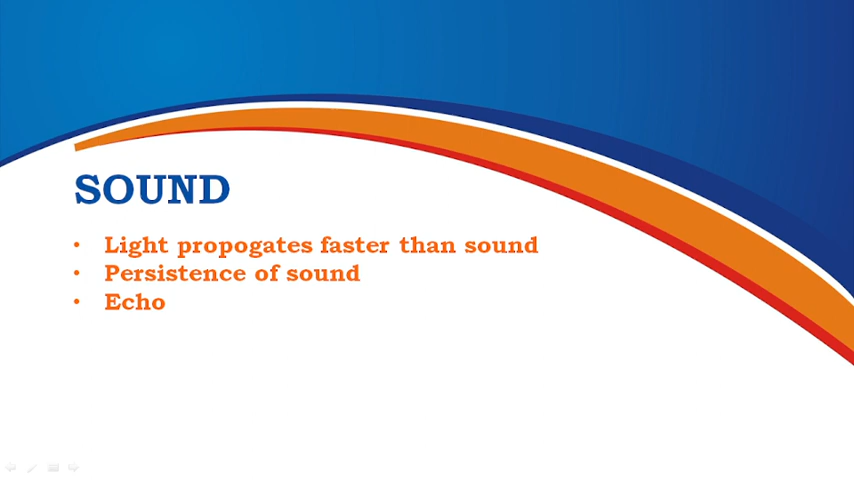 SOUND
• Light propogates faster than sound
• Persistence of sound
• Echo